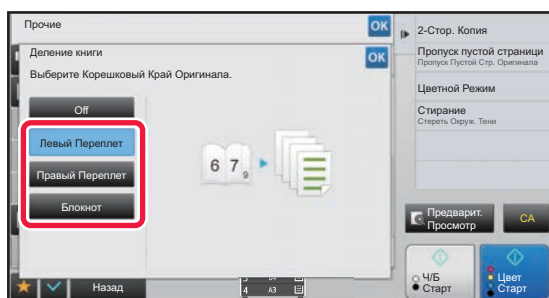 Прочие
OK
Деление книги
OK
Выберите Корешковый Край Оригинала.
Off
Левый Переплет
Правый Переплет
Блокнот
6 7 9
Назад
4 A3
2-Стор. Копия
Пропуск пустой страници
Пропуск Пустой Стр. Оригинала
Цветной Режим
Стирание
Стереть Окруж. Тени
Предварит.
Просмотр
CA
Ч/Б
Старт
Цвет
Старт